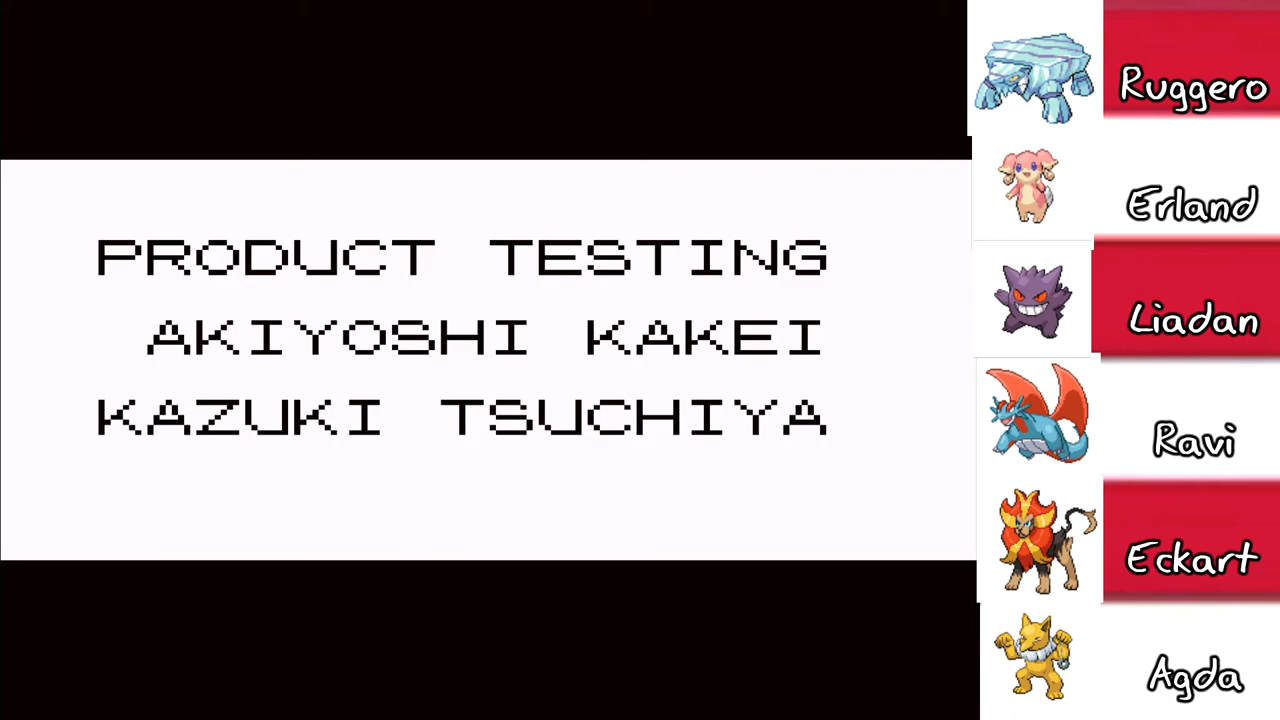 PRODUCT TESTING
AKIYOSHI KAKEI
KAZUKI TSUCHIYA
Ruggero
Erland
Liadan
Ravi
Eckart
Agda